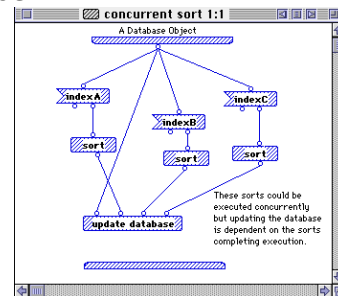 concurrent sort 1:1
A Database Object
indexA
indexC
indexB
sort
sort
sort
These sorts could be
executed concurrently
but updating the database
is dependent on the sorts
completing execution.
update database